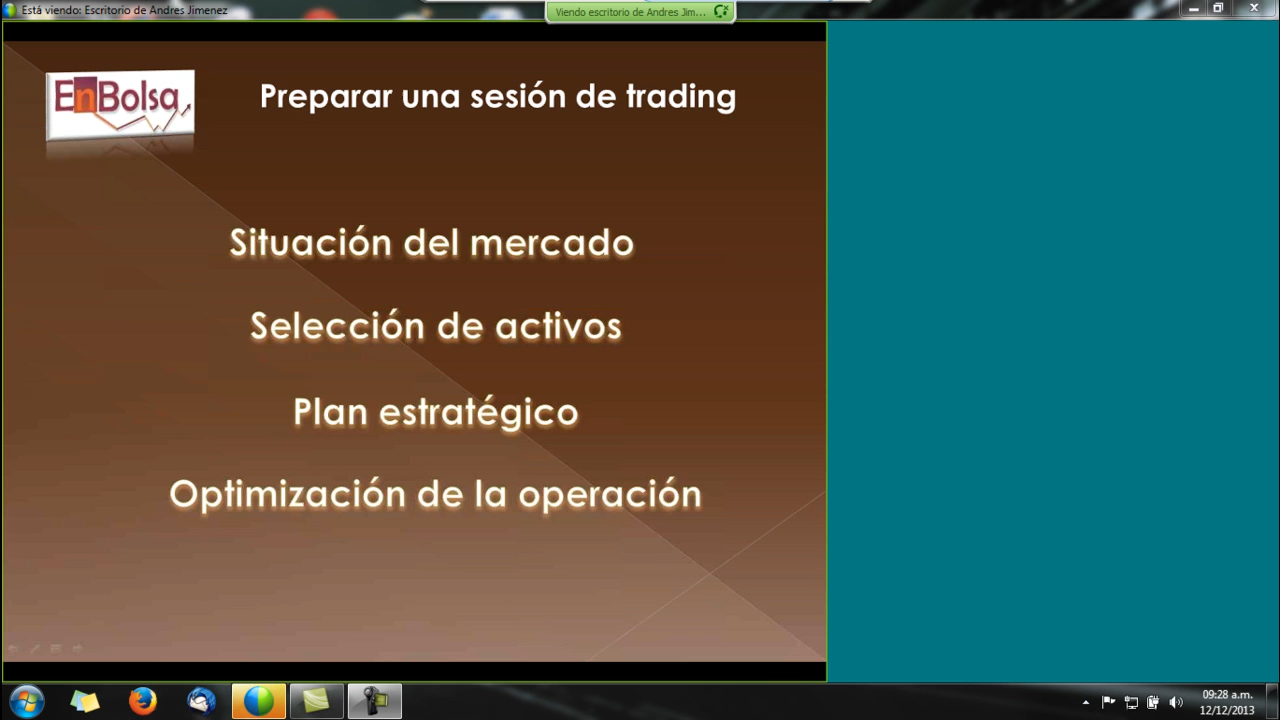 Está viendo: Escritorio de Andres Jimenez
Viendo escritorio de Andres Jim...
EnBolsa
Preparar una sesión de trading
Situación del mercado
Selección de activos
Plan estratégico
Optimización de la operación
09:28 a.m.
12/12/2013